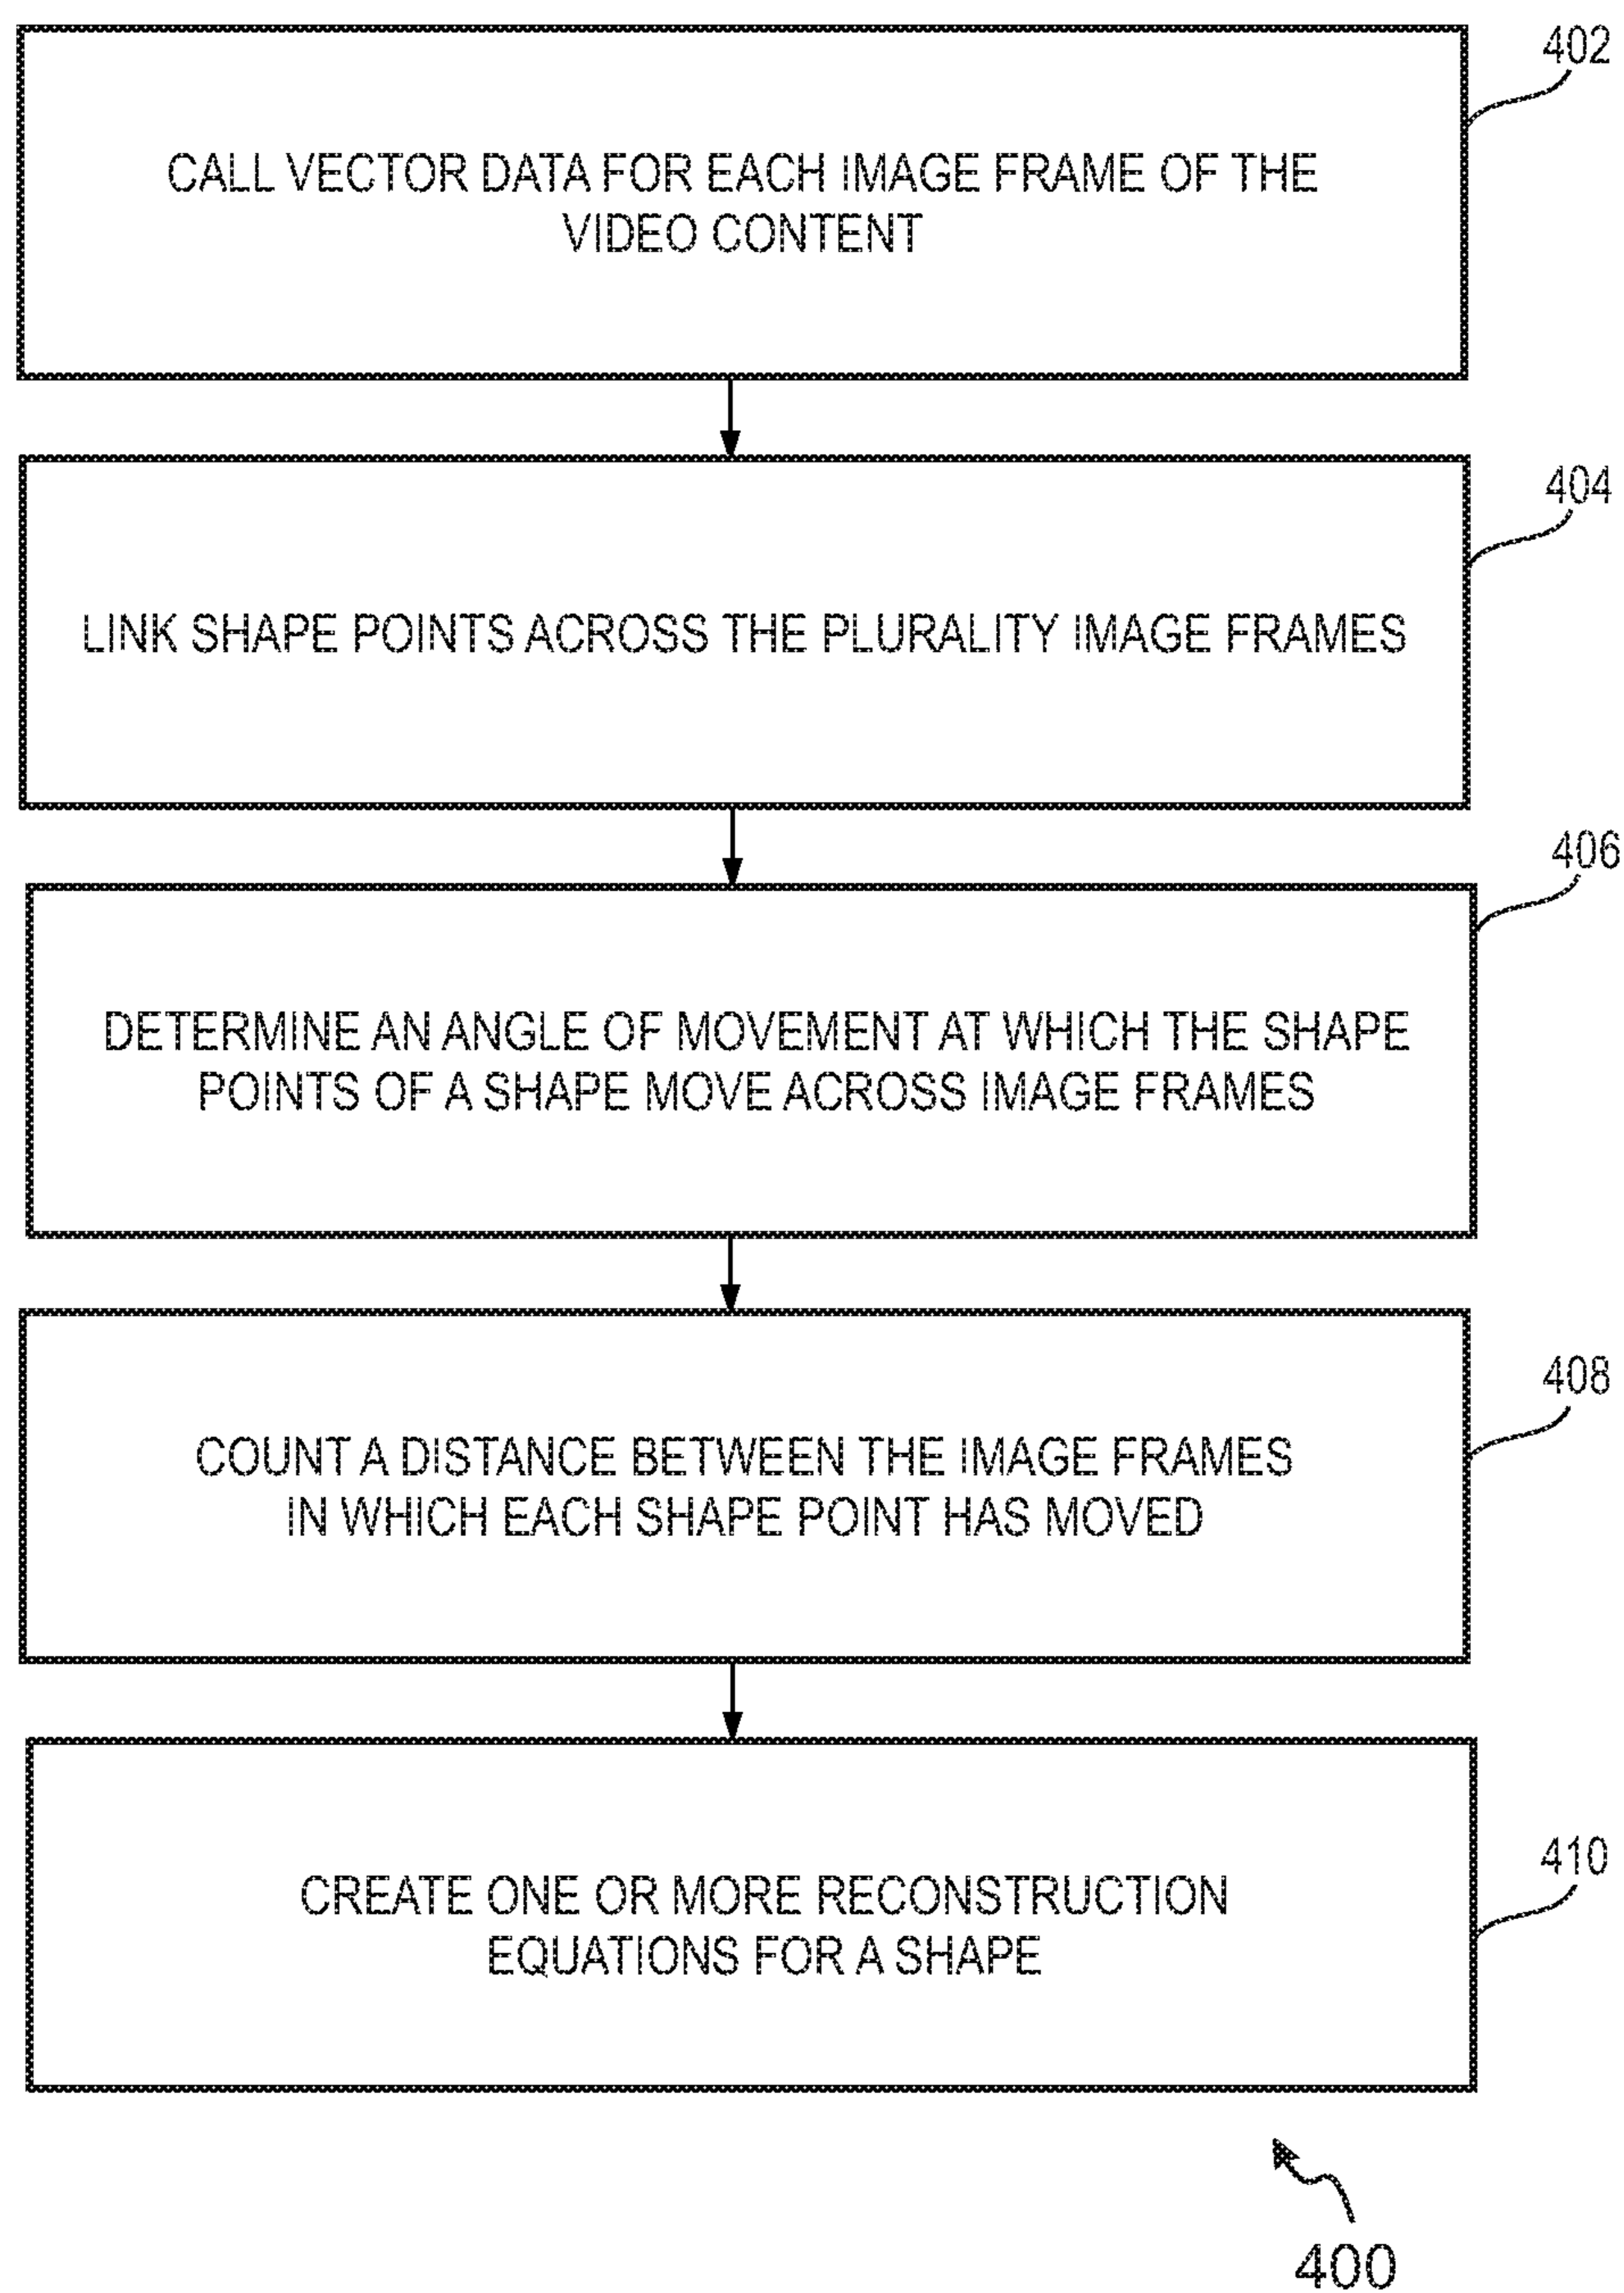 402
CALL VECTOR DATA FOR EACH IMAGE FRAME OF THE
VIDEO CONTENT
404
LINK SHAPE POINTS ACROSS THE PLURALITY IMAGE FRAMES
406
DETERMINE AN ANGLE OF MOVEMENT AT WHICH THE SHAPE
POINTS OF A SHAPE MOVE ACROSS IMAGE FRAMES
408
COUNT A DISTANCE BETWEEN THE IMAGE FRAMES
IN WHICH EACH SHAPE POINT HAS MOVED
410
CREATE ONE OR MORE RECONSTRUCTION
EQUATIONS FOR A SHAPE
400